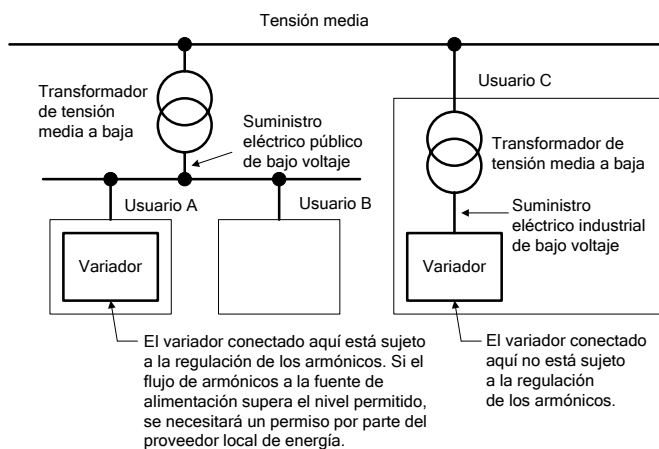 Tensión media
Transformador
de tensión
media a baja
Suministro
eléctrico público
de bajo voltaje
Usuario C
Transformador de
tensión media a baja
Usuario A
Usuario B
Suministro
eléctrico industrial
de bajo voltaje
Variador
Variador
El variador conectado aquí está sujeto
a la regulación de los armónicos. Si el
flujo de armónicos a la fuente de
alimentación supera el nivel permitido,
se necesitará un permiso por parte del
proveedor local de energía.
El variador conectado
aquí no está sujeto
a la regulación
de los armónicos.